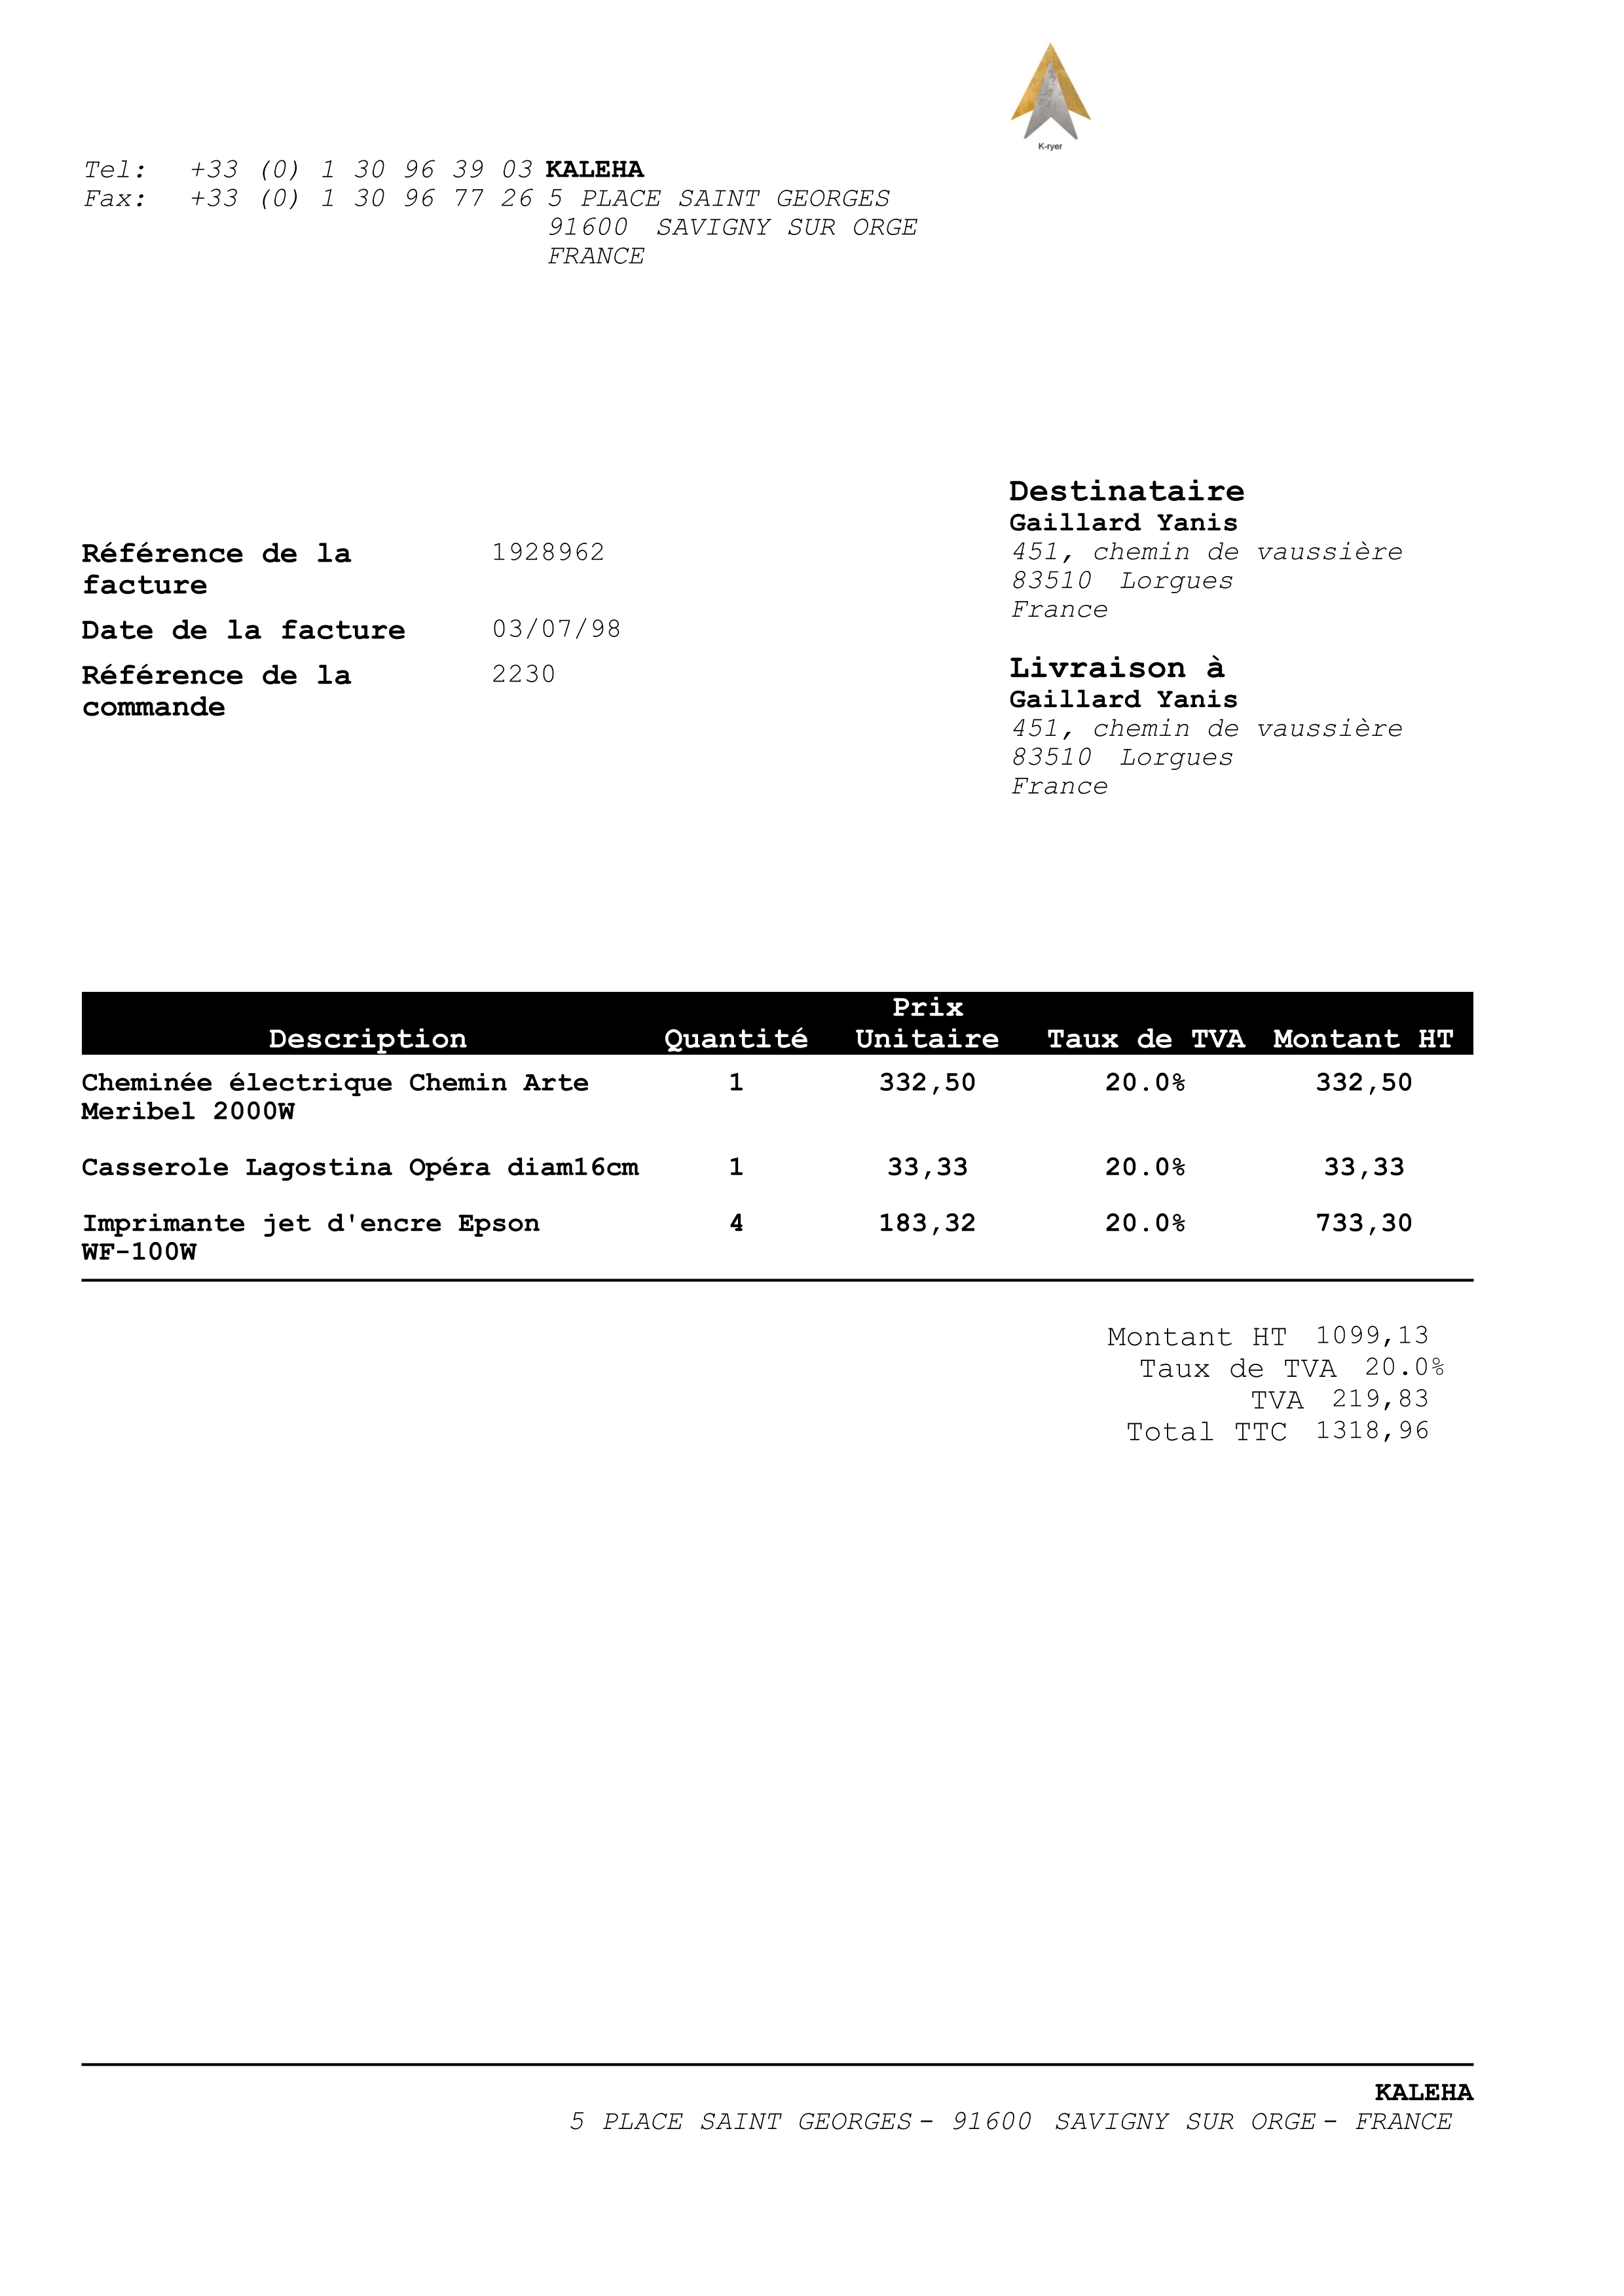 K-ryer
Tel: +33 (0) 1 30 96 39 03
Fax: +33 (0) 1 30 96 77 26
KALEHA
5 PLACE SAINT GEORGES
91600 SAVIGNY SUR ORGE
FRANCE
Référence de la facture 1928962
Date de la facture 03/07/98
Référence de la commande 2230
Destinataire
Gaillard Yanis
451, chemin de vaussière
83510 Lorgues
France
Livraison à
Gaillard Yanis
451, chemin de vaussière
83510 Lorgues
France
Description Quantité Prix Unitaire Taux de TVA Montant HT
Cheminée électrique Chemin Arte 1 332,50 20.0% 332,50
Meribel 2000W
Casserole Lagostina Opéra diam16cm 1 33,33 20.0% 33,33
Imprimante jet d'encre Epson 4 183,32 20.0% 733,30
WF-100W
Montant HT 1099,13
Taux de TVA 20.0%
TVA 219,83
Total TTC 1318,96
KALEHA
5 PLACE SAINT GEORGES - 91600 SAVIGNY SUR ORGE - FRANCE